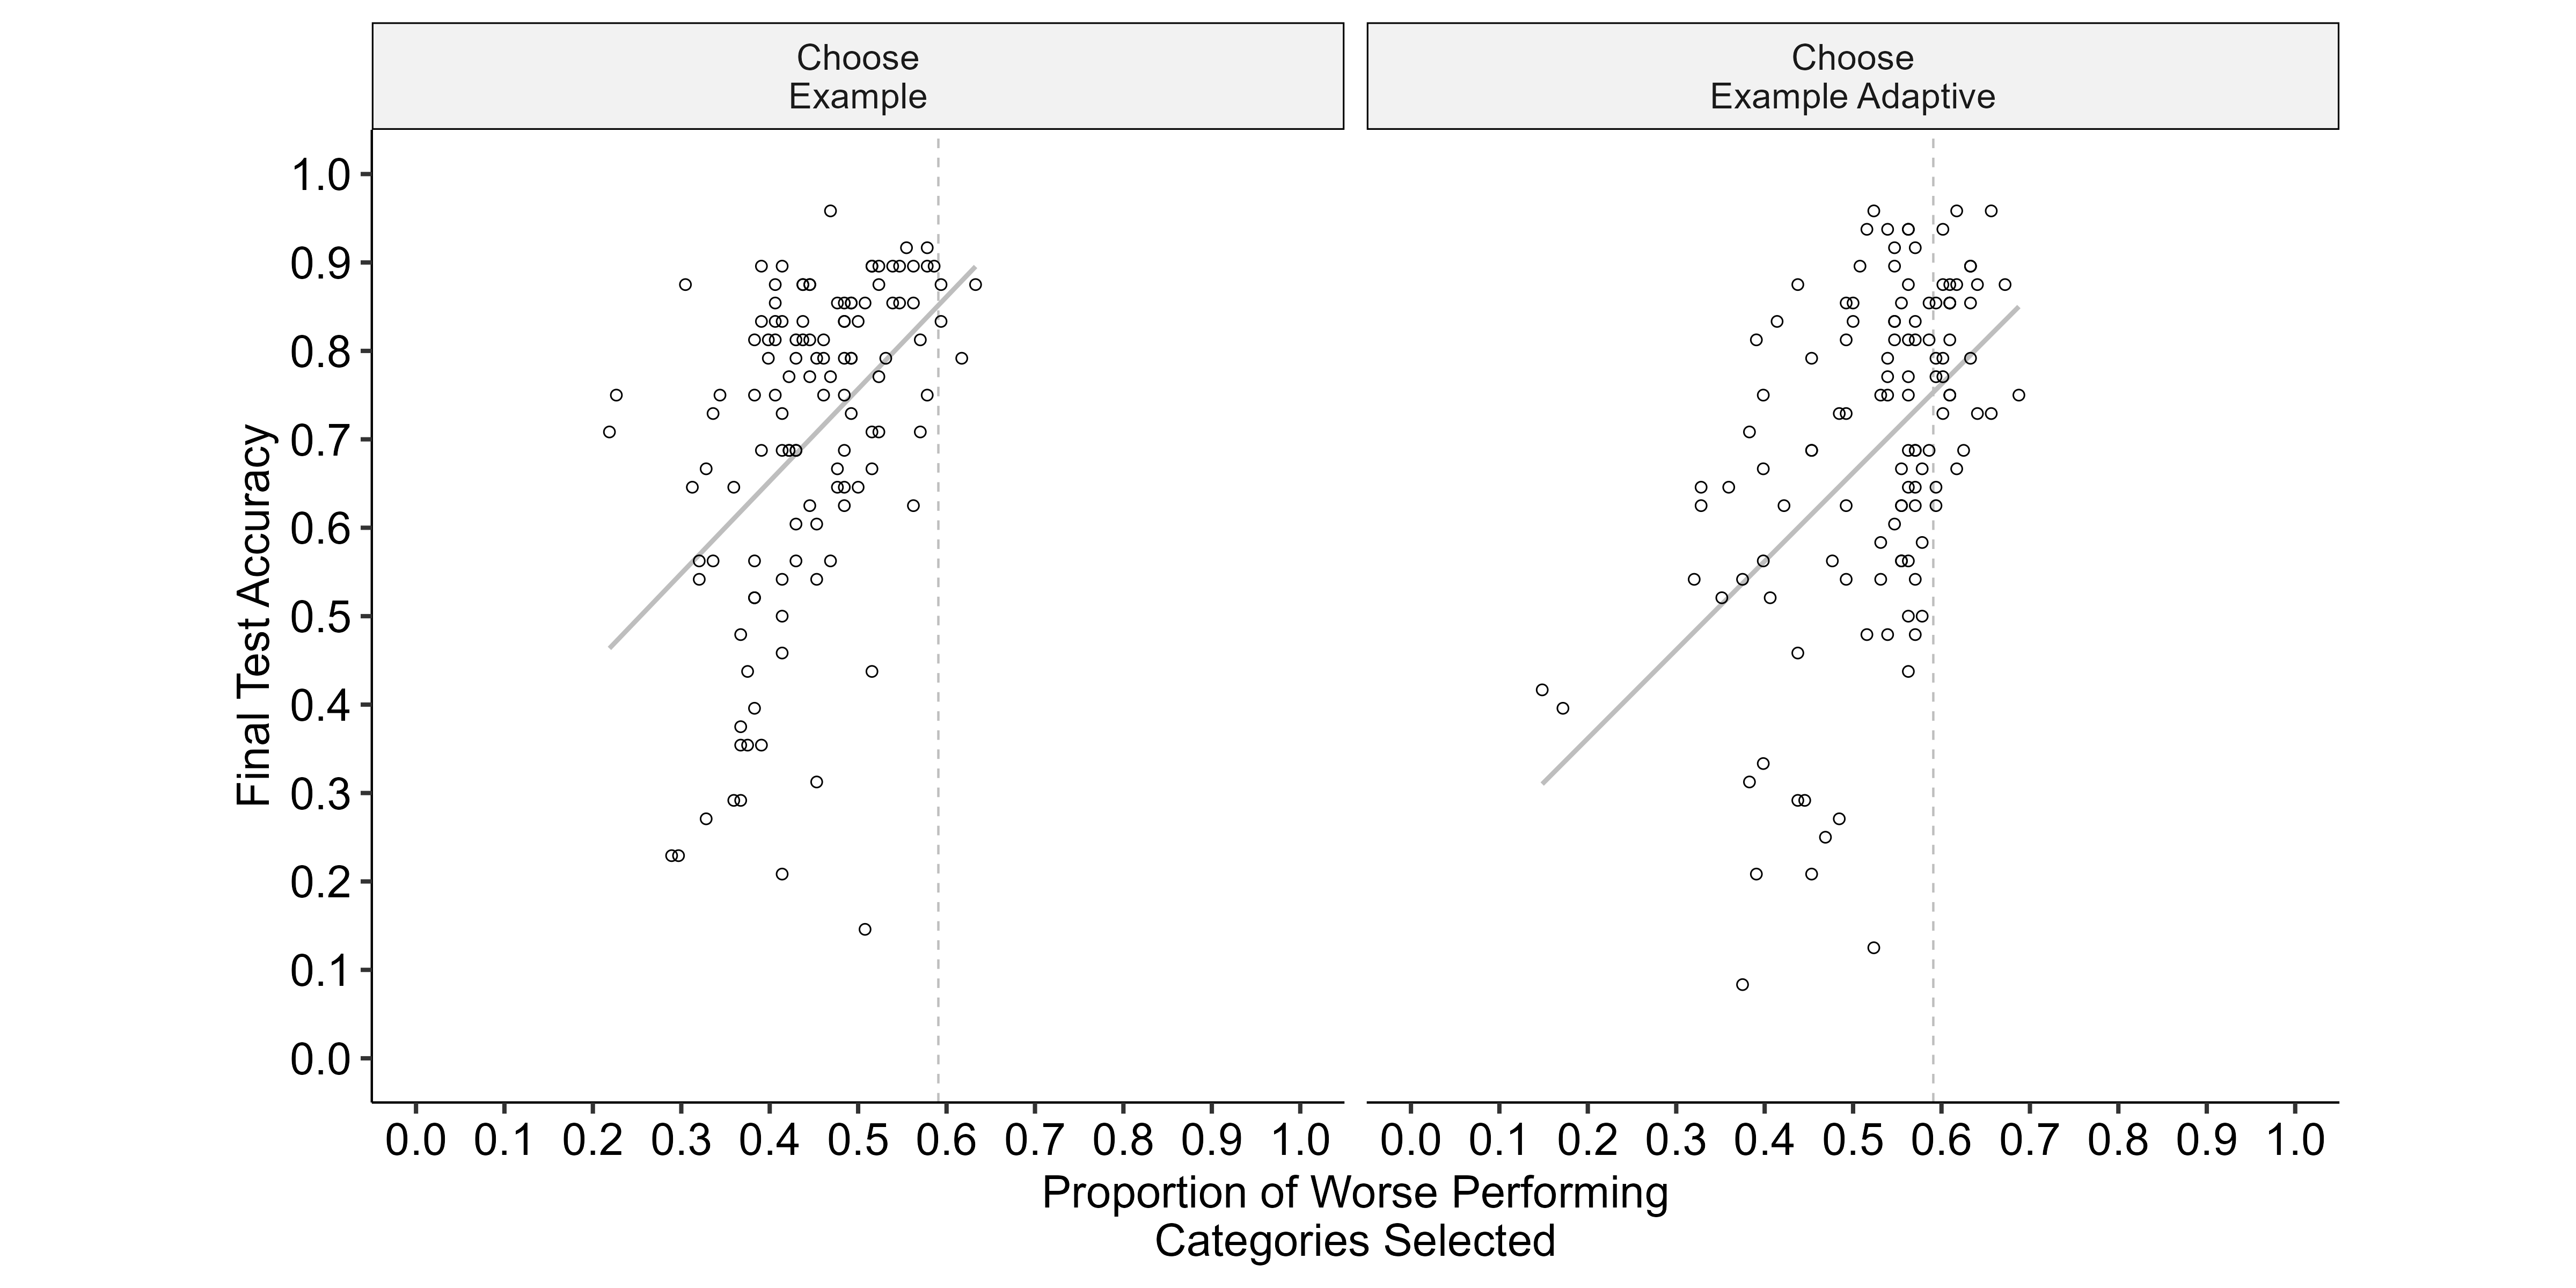 Choose
Example
Choose
Example Adaptive
Final Test Accuracy
1.0
0.9
0.8
0.7
0.6
0.5
0.4
0.3
0.2
0.1
0.0
0.0 0.1 0.2 0.3 0.4 0.5 0.6 0.7 0.8 0.9 1.0
0.0 0.1 0.2 0.3 0.4 0.5 0.6 0.7 0.8 0.9 1.0
Proportion of Worse Performing
Categories Selected